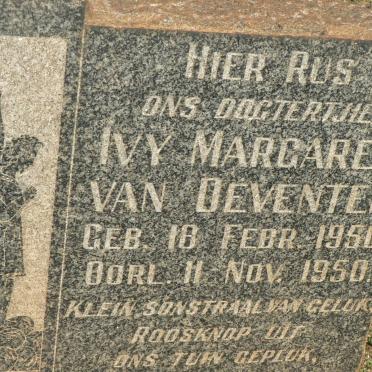 HIER RUS
ONS DOGTERTJIE
IVY MARGARE
VAN DEVENTE
GEB. 18 FEBR. 1950
OORL. 11 NOV. 1950
KLEIN SONSTRAAL VAN GELUK
ROOSKNOP UIT
ONS TUIN GEPLUK.